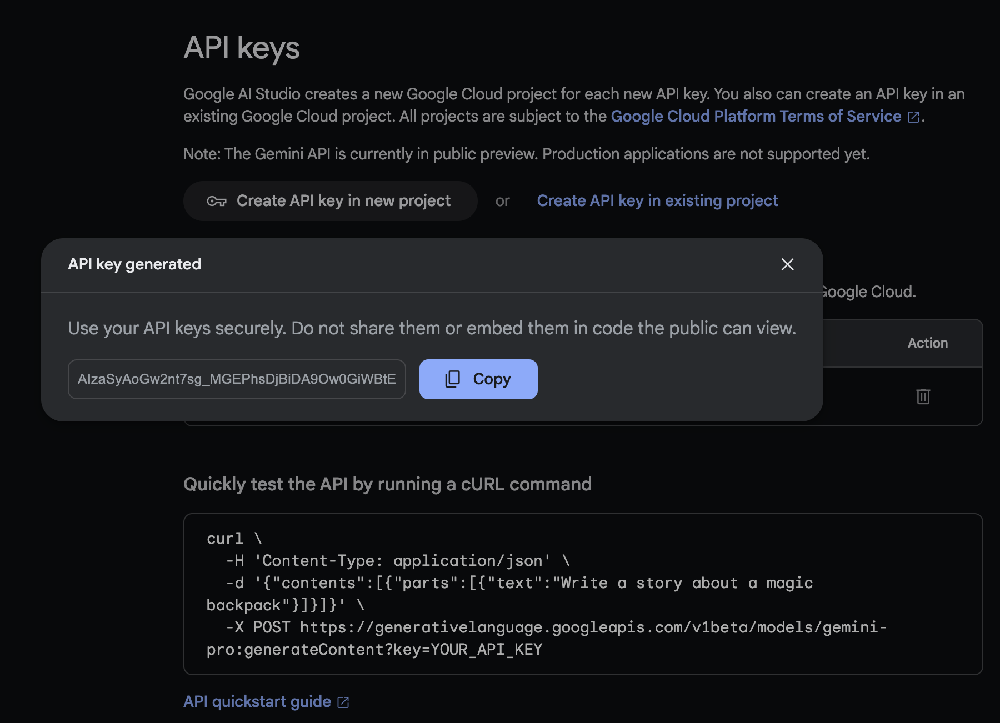 API keys
Google AI Studio creates a new Google Cloud project for each new API key. You also can create an API key in an
existing Google Cloud project. All projects are subject to the Google Cloud Platform Terms of Service.
Note: The Gemini API is currently in public preview. Production applications are not supported yet.
Create API key in new project or Create API key in existing project
API key generated
Google Cloud.
Use your API keys securely. Do not share them or embed them in code the public can view.
Action
AIzaSyAoGw2nt7sg_MGEPhsDjBiDA9Ow0GiWBtE Copy
Quickly test the API by running a cURL command
curl \
-H 'Content-Type: application/json' \
-d '{"contents":[{"parts":[{"text":"Write a story about a magic
backpack"}]}]}' \
-X POST https://generativelanguage.googleapis.com/v1beta/models/gemini-
pro:generateContent?key=YOUR_API_KEY
API quickstart guide